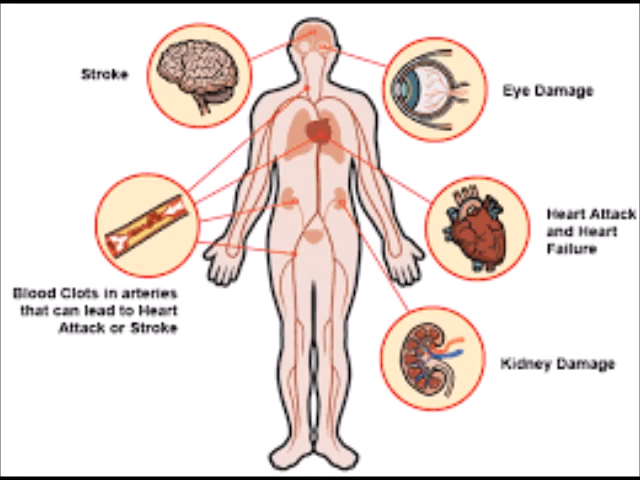 Stroke
Eye Damage
Heart Attack
and Heart
Failure
Blood Clots in arteries
that can lead to Heart
Attack or Stroke
Kidney Damage